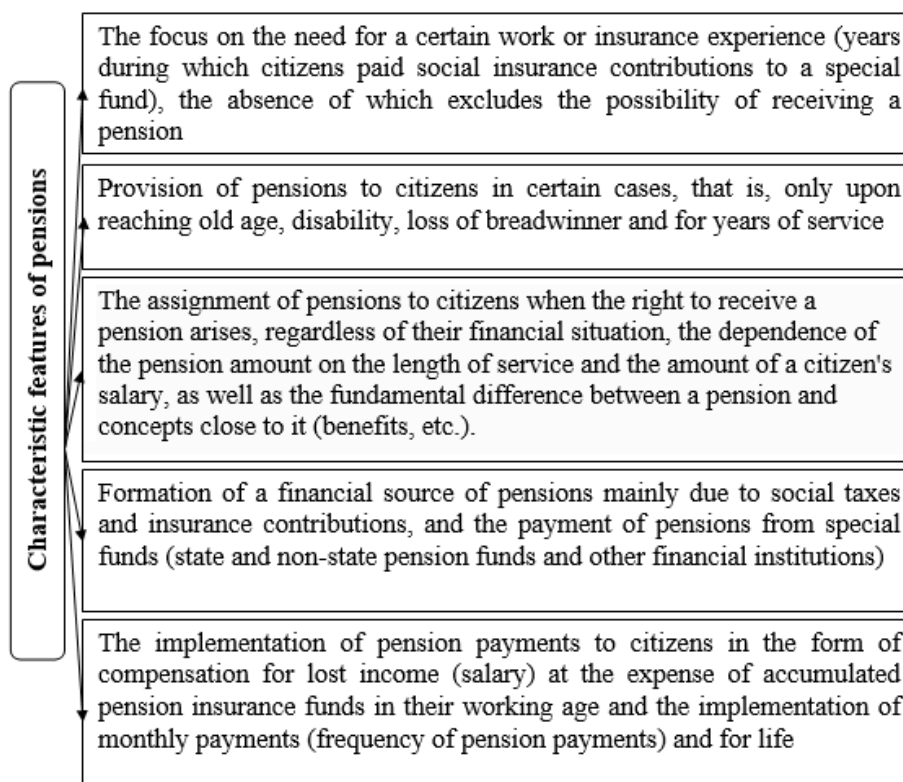 Characteristic features of pensions
The focus on the need for a certain work or insurance experience (years
during which citizens paid social insurance contributions to a special
fund), the absence of which excludes the possibility of receiving a
pension
Provision of pensions to citizens in certain cases, that is, only upon
reaching old age, disability, loss of breadwinner and for years of service
The assignment of pensions to citizens when the right to receive a
pension arises, regardless of their financial situation, the dependence of
the pension amount on the length of service and the amount of a citizen's
salary, as well as the fundamental difference between a pension and
concepts close to it (benefits, etc.).
Formation of a financial source of pensions mainly due to social taxes
and insurance contributions, and the payment of pensions from special
funds (state and non-state pension funds and other financial institutions)
The implementation of pension payments to citizens in the form of
compensation for lost income (salary) at the expense of accumulated
pension insurance funds in their working age and the implementation of
monthly payments (frequency of pension payments) and for life